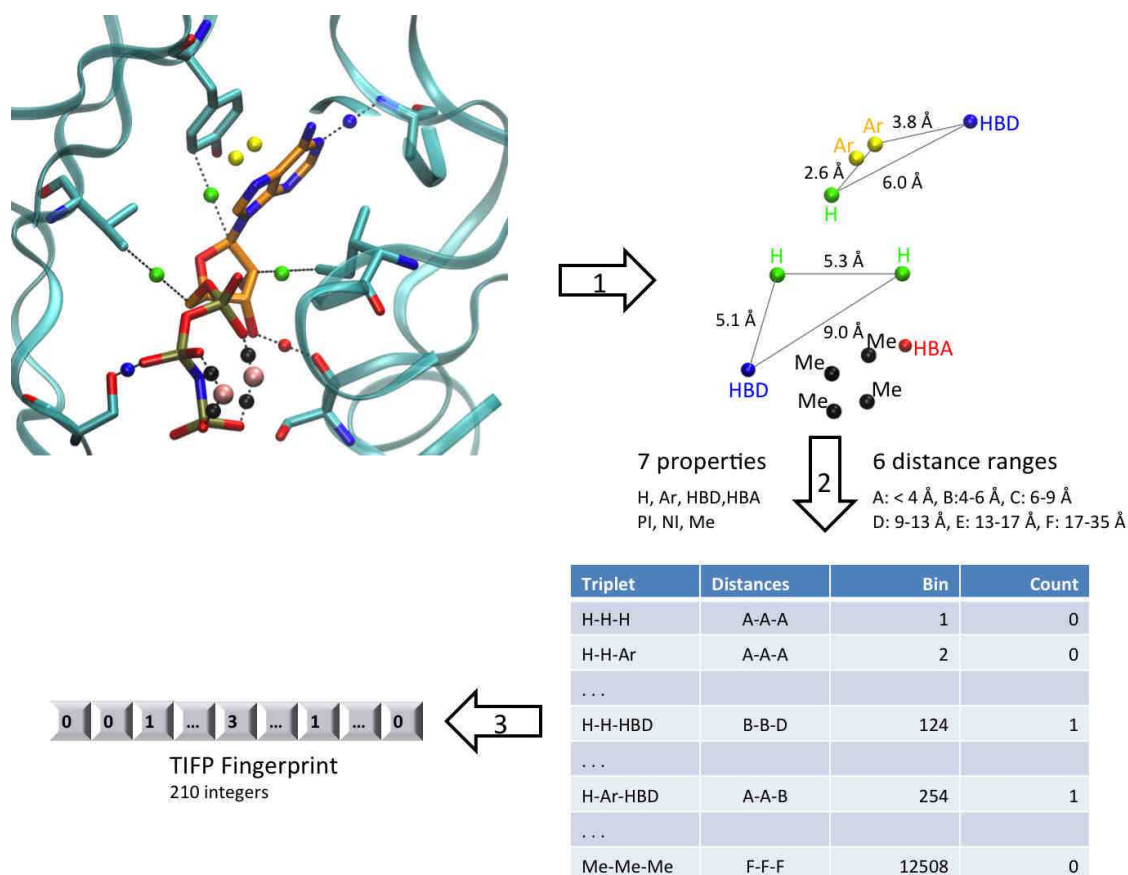 3.8 Å
HBD
Ar
Ar
2.6 Å
6.0 Å
H
1
H
H
5.3 Å
5.1 Å
9.0 Å
Me
HBA
HBD
Me
Me
Me
7 properties
H, Ar, HBD,HBA
PI, NI, Me
2
6 distance ranges
A: < 4 Å, B:4-6 Å, C: 6-9 Å
D: 9-13 Å, E: 13-17 Å, F: 17-35 Å
Triplet Distances Bin Count
H-H-H A-A-A 1 0
H-H-Ar A-A-A 2 0
. . .
H-H-HBD B-B-D 124 1
. . .
H-Ar-HBD A-A-B 254 1
. . .
Me-Me-Me F-F-F 12508 0
3
0 0 1 ... 3 ... 1 ... 0
TIFP Fingerprint
210 integers